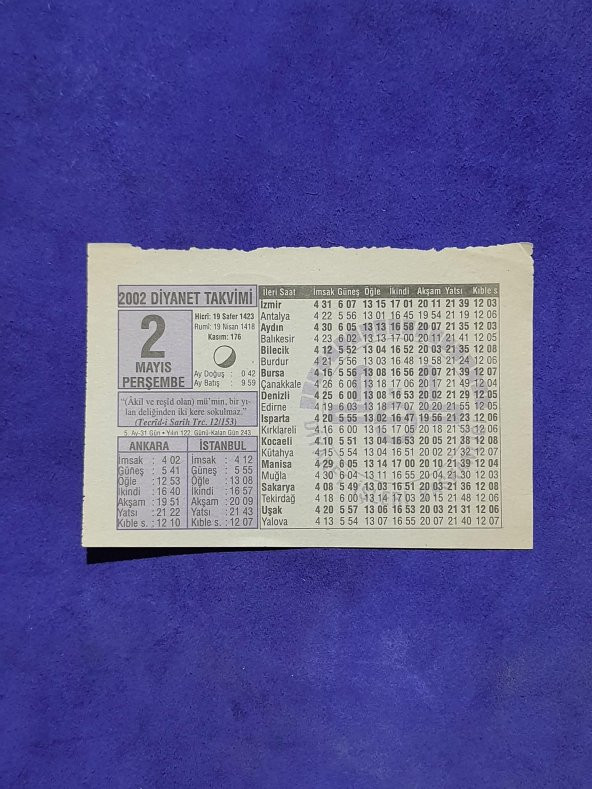 2002 DİYANET TAKVİMİ
2
MAYIS
PERŞEMBE
Hicrî: 19 Safer 1423
Rumî: 19 Nisan 1418
Kasım: 176
Ay Doğuş : 0 42
Ay Batış : 9 59
“(Âkil ve reşîd olan) mü’min, bir yı-
lan deliğinden iki kere sokulmaz.”
(Tecrîd-i Sarîh Trc. 12/153)
5. Ay-31 Gün • Yılın 122. Günü-Kalan Gün 243
ANKARA
İmsak : 4 02
Güneş : 5 41
Öğle : 12 53
İkindi : 16 40
Akşam : 19 51
Yatsı : 21 22
Kıble s. : 12 10
İSTANBUL
İmsak : 4 12
Güneş : 5 55
Öğle : 13 08
İkindi : 16 57
Akşam : 20 09
Yatsı : 21 43
Kıble s. : 12 07
İleri Saat İmsak Güneş Öğle İkindi Akşam Yatsı Kıble s
İzmir 4 31 6 07 13 15 17 01 20 11 21 39 12 03
Antalya 4 22 5 56 13 01 16 45 19 54 21 19 12 06
Aydın 4 30 6 05 13 13 16 58 20 07 21 35 12 03
Balıkesir 4 23 6 02 13 13 17 00 20 11 21 42 12 05
Bilecik 4 12 5 52 13 04 16 52 20 03 21 35 12 08
Burdur 4 21 5 56 13 03 16 48 19 58 21 24 12 06
Bursa 4 16 5 56 13 08 16 56 20 07 21 39 12 07
Çanakkale 4 26 6 06 13 18 17 06 20 17 21 49 12 04
Denizli 4 25 6 00 13 08 16 53 20 02 21 29 12 05
Edirne 4 19 6 03 13 18 17 07 20 20 21 55 12 05
Isparta 4 20 5 55 13 02 16 47 19 56 21 23 12 06
Kırklareli 4 16 6 00 13 15 17 05 20 18 21 53 12 06
Kocaeli 4 10 5 51 13 04 16 53 20 05 21 38 12 08
Kütahya 4 15 5 54 13 04 16 51 20 02 21 32 12 07
Manisa 4 29 6 05 13 14 17 00 20 10 21 39 12 04
Muğla 4 30 6 04 13 11 16 55 20 04 21 30 12 03
Sakarya 4 08 5 49 13 03 16 51 20 03 21 36 12 08
Tekirdağ 4 18 6 00 13 14 17 03 20 15 21 48 12 05
Uşak 4 20 5 57 13 06 16 53 20 03 21 31 12 06
Yalova 4 13 5 54 13 07 16 55 20 07 21 40 12 07